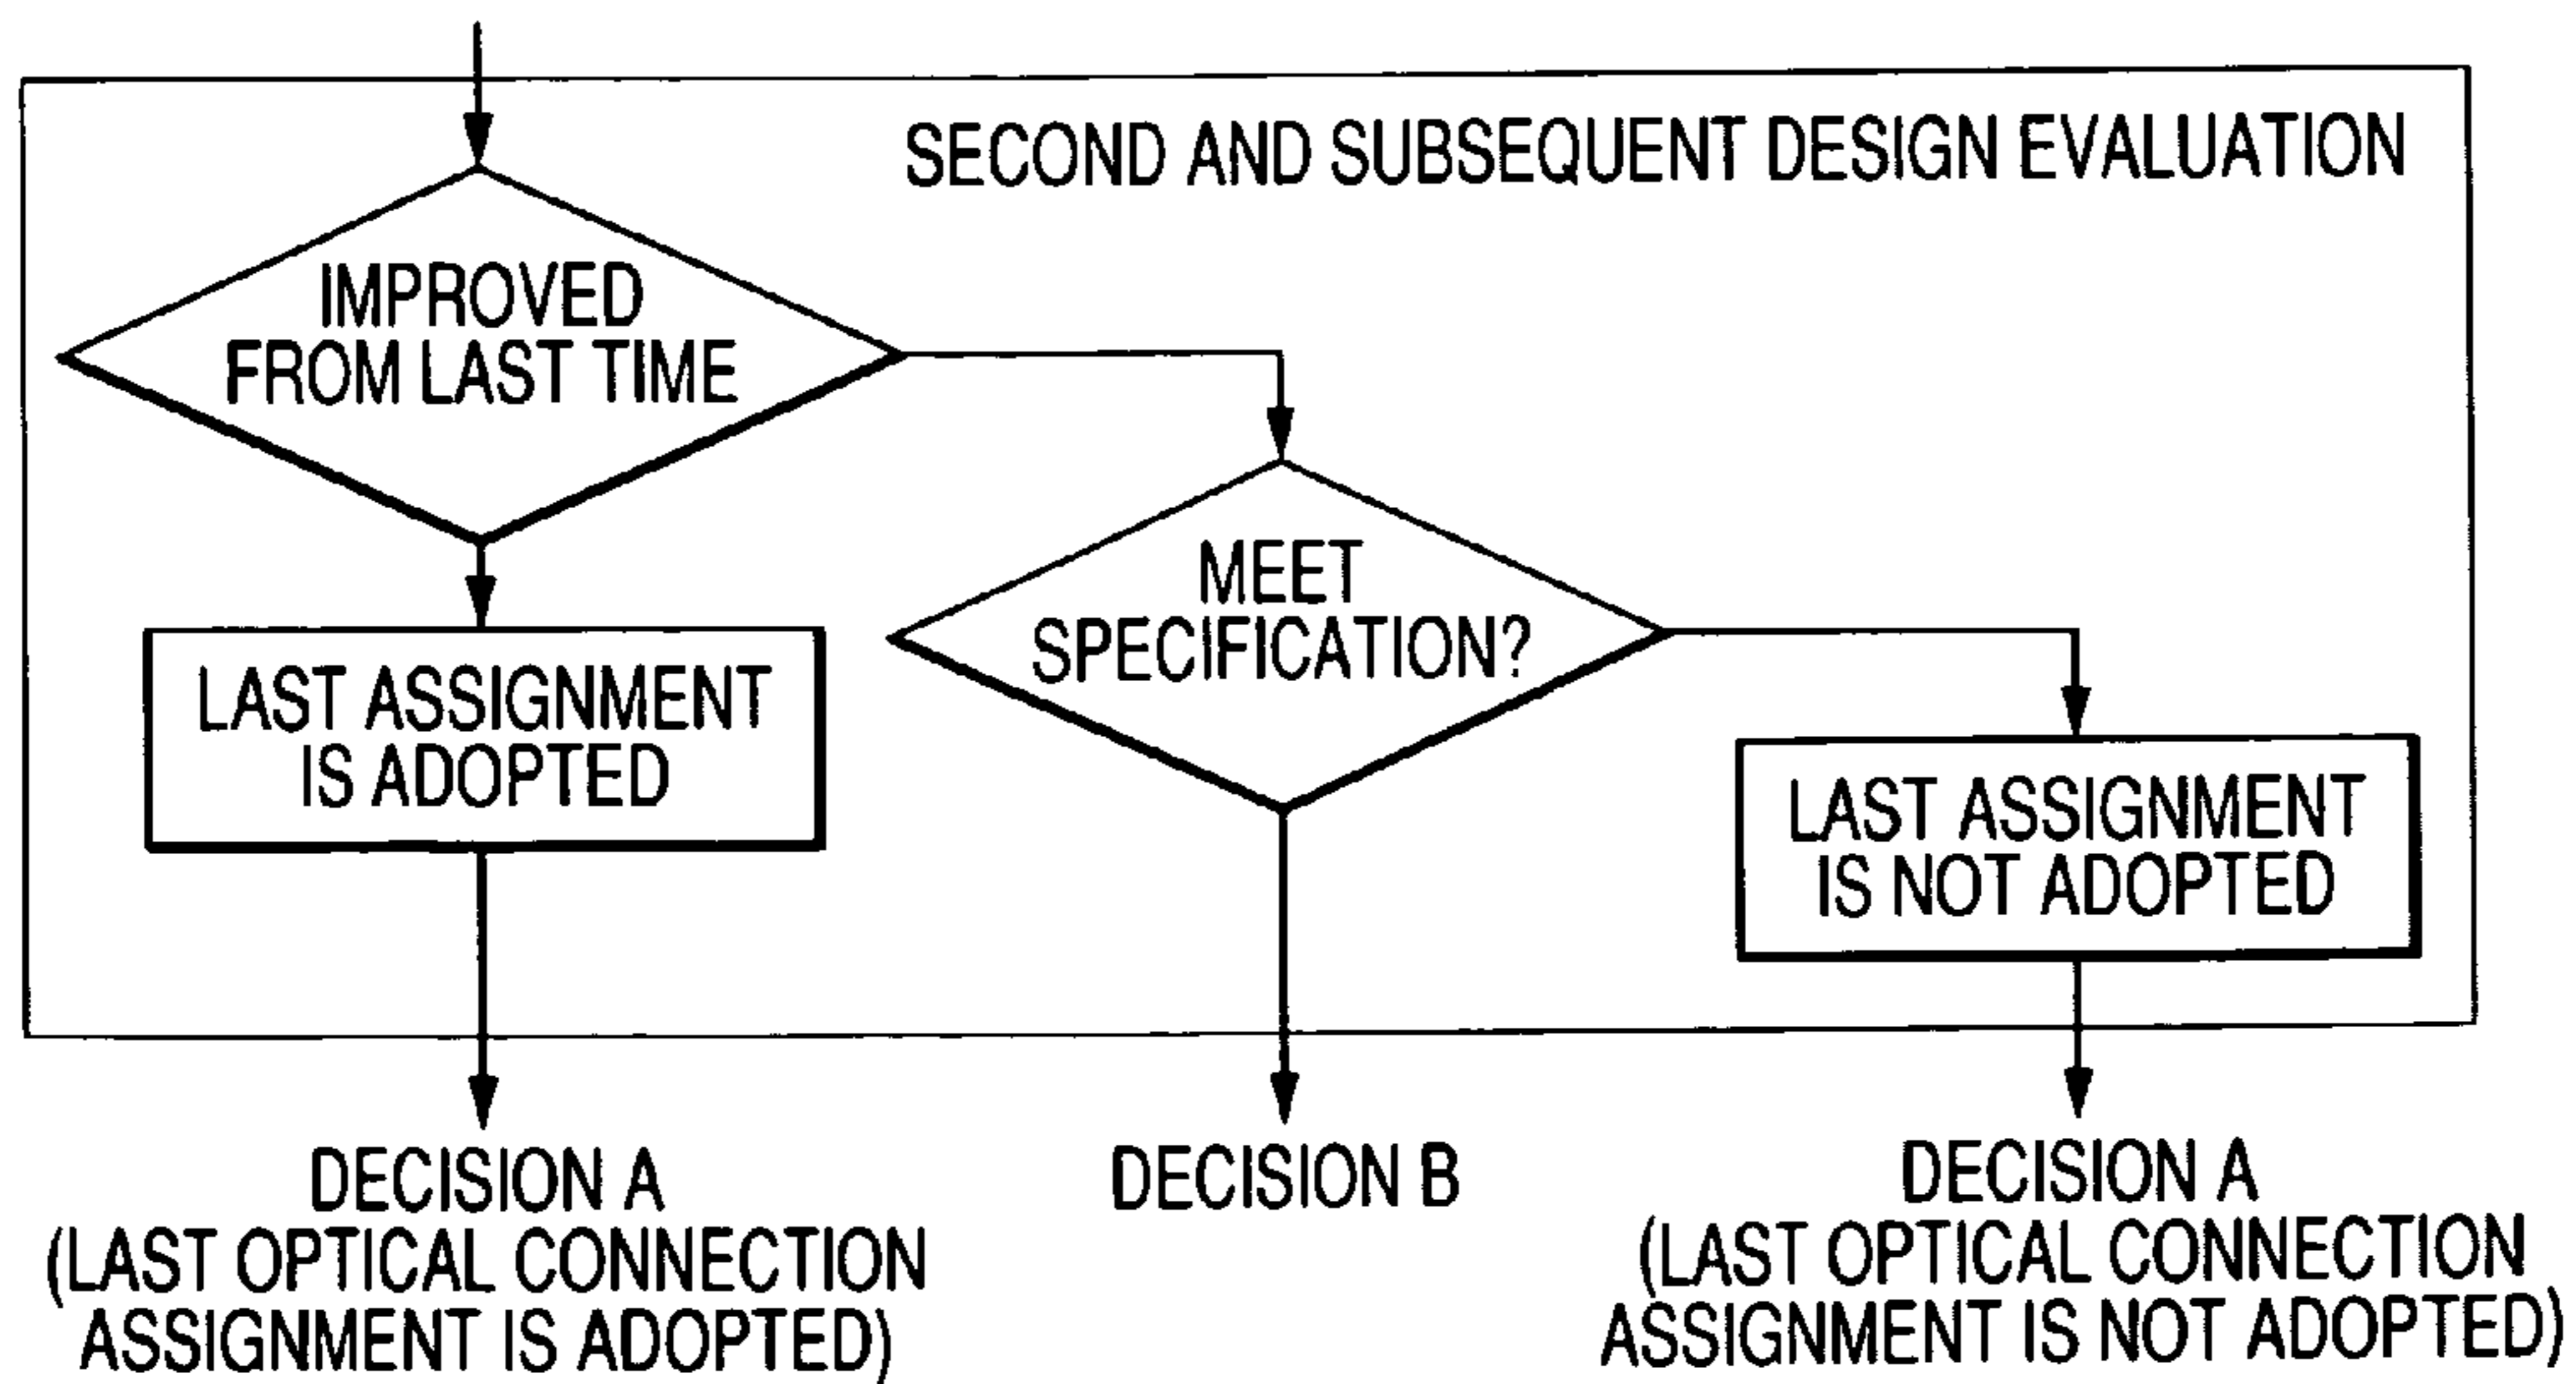 SECOND AND SUBSEQUENT DESIGN EVALUATION
IMPROVED
FROM LAST TIME
MEET
SPECIFICATION?
LAST ASSIGNMENT
IS ADOPTED
LAST ASSIGNMENT
IS NOT ADOPTED
DECISION A
(LAST OPTICAL CONNECTION
ASSIGNMENT IS ADOPTED)
DECISION B
DECISION A
(LAST OPTICAL CONNECTION
ASSIGNMENT IS NOT ADOPTED)